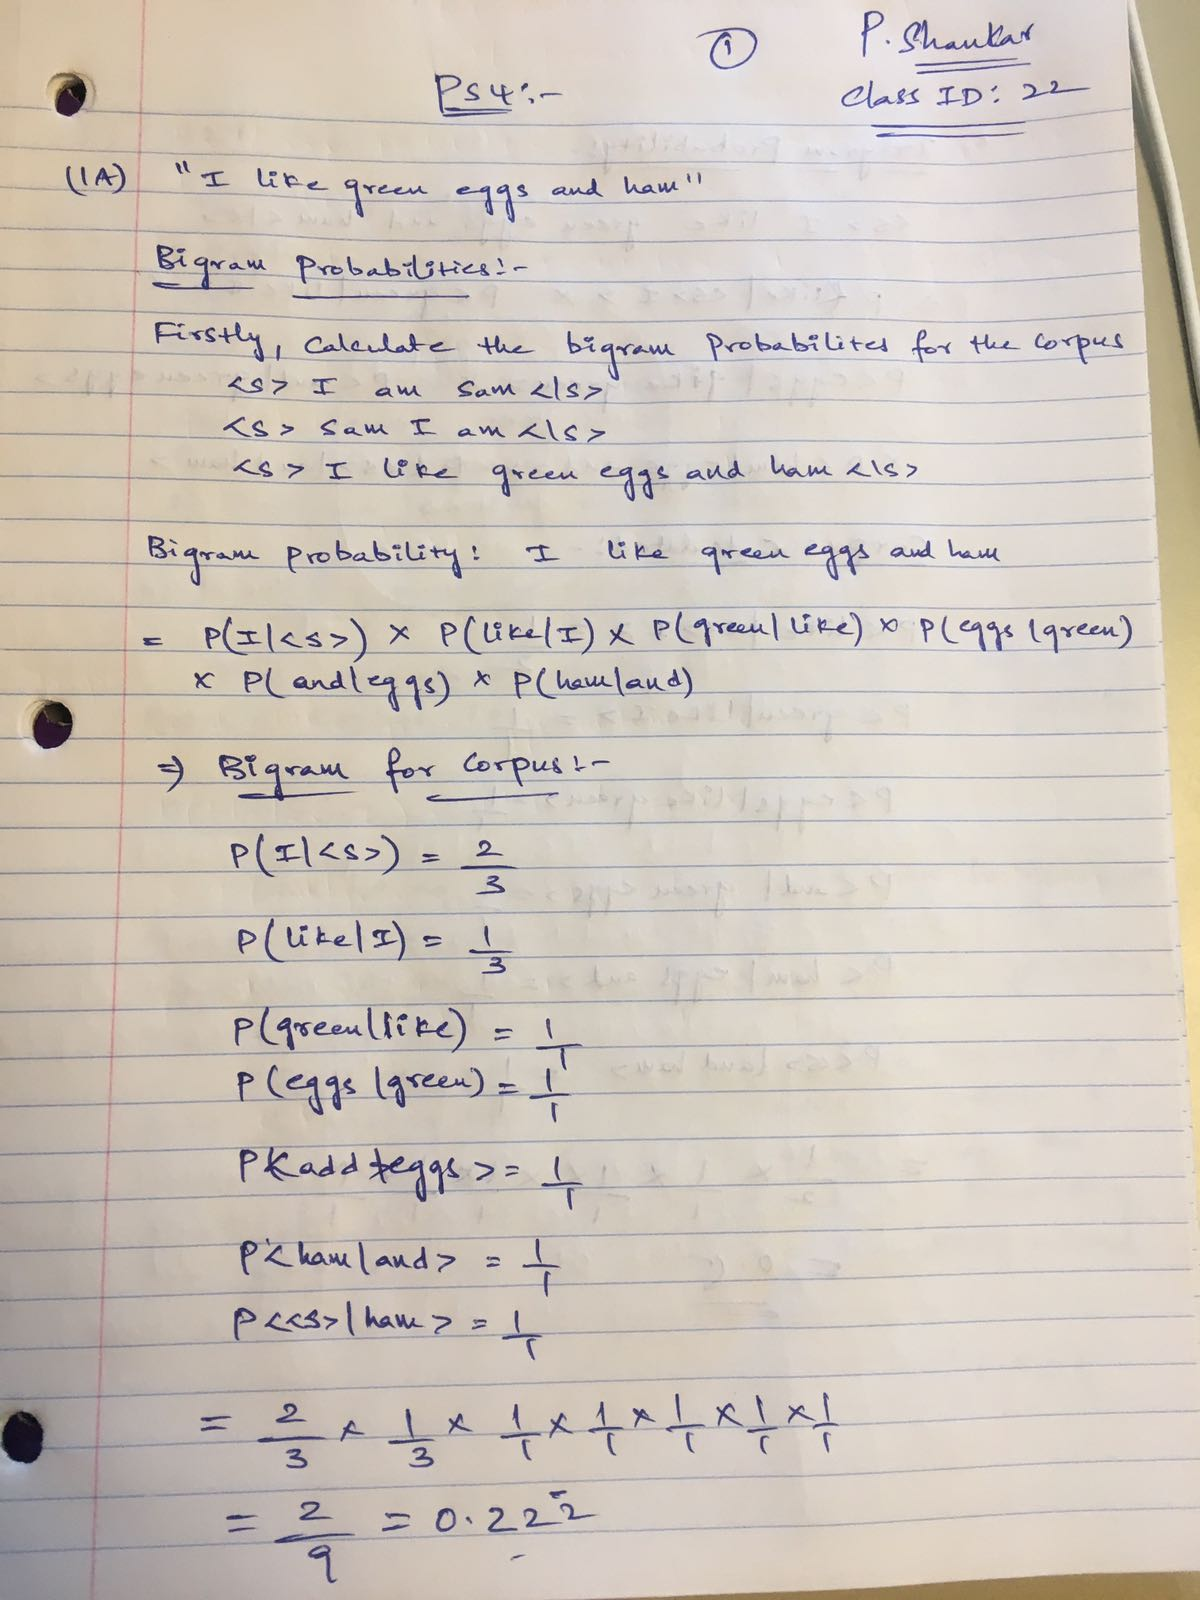 ①
P. Shankar
PS4:-
Class ID: 22
(1A) "I like green eggs and ham"
Bigram Probabilities:-
Firstly, Calculate the bigram Probabilites for the corpus
<s> I am Sam <\s>
<s> Sam I am <\s>
<s> I like green eggs and ham <\s>
Bigram probability: I like green eggs and ham
= P(I|<s>) × P(like|I) × P(green|like) × P(eggs|green)
× P(and|eggs) × P(ham|and)
⇒ Bigram for Corpus:-
P(I|<s>) = 2/3
P(like|I) = 1/3
P(green|like) = 1/1
P(eggs|green) = 1/1
P<add|eggs> = 1/1
P<ham|and> = 1/1
P<<s>|ham> = 1/1
= 2/3 × 1/3 × 1/1 × 1/1 × 1/1 × 1/1 × 1/1
= 2/9 = 0.222